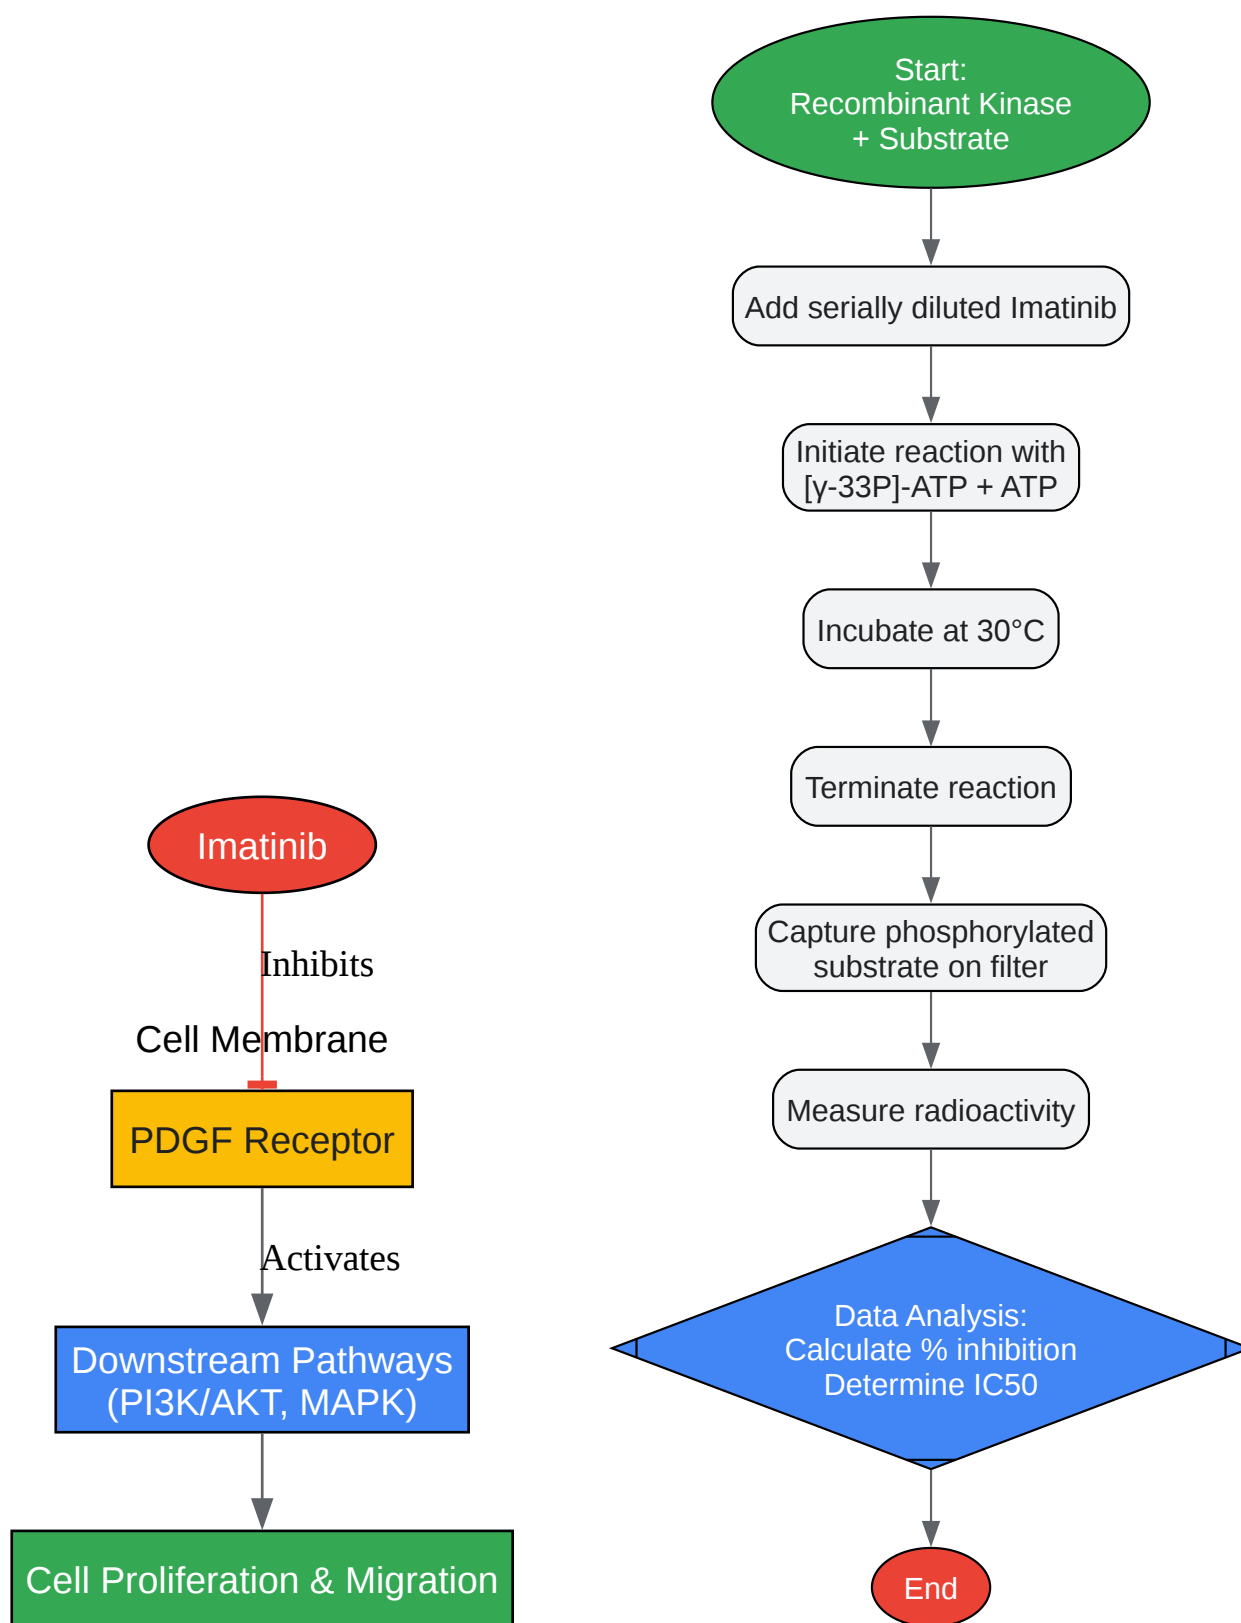 Imatinib
Inhibits
Cell Membrane
PDGF Receptor
Activates
Downstream Pathways
(PI3K/AKT, MAPK)
Cell Proliferation & Migration
Start:
Recombinant Kinase
+ Substrate
Add serially diluted Imatinib
Initiate reaction with
[γ-33P]-ATP + ATP
Incubate at 30°C
Terminate reaction
Capture phosphorylated
substrate on filter
Measure radioactivity
Data Analysis:
Calculate % inhibition
Determine IC50
End